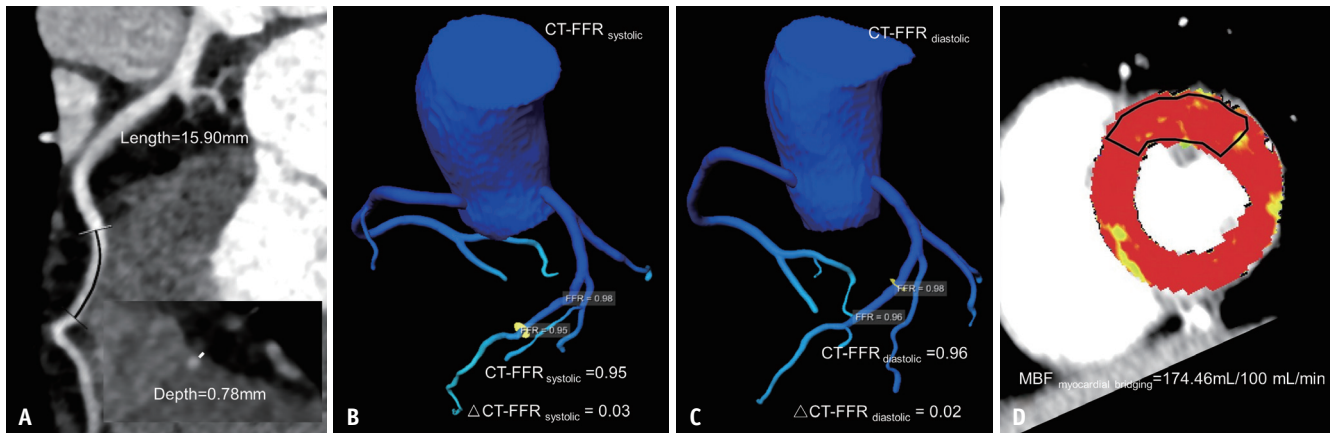 Length=15.90mm
Depth=0.78mm
A
CT-FFR systolic
FFR = 0.98
FFR = 0.95
CT-FFR systolic =0.95
△CT-FFR systolic = 0.03
B
CT-FFR diastolic
FFR = 0.98
FFR = 0.96
CT-FFR diastolic =0.96
△CT-FFR diastolic = 0.02
C
MBF myocardial bridging=174.46mL/100 mL/min
D